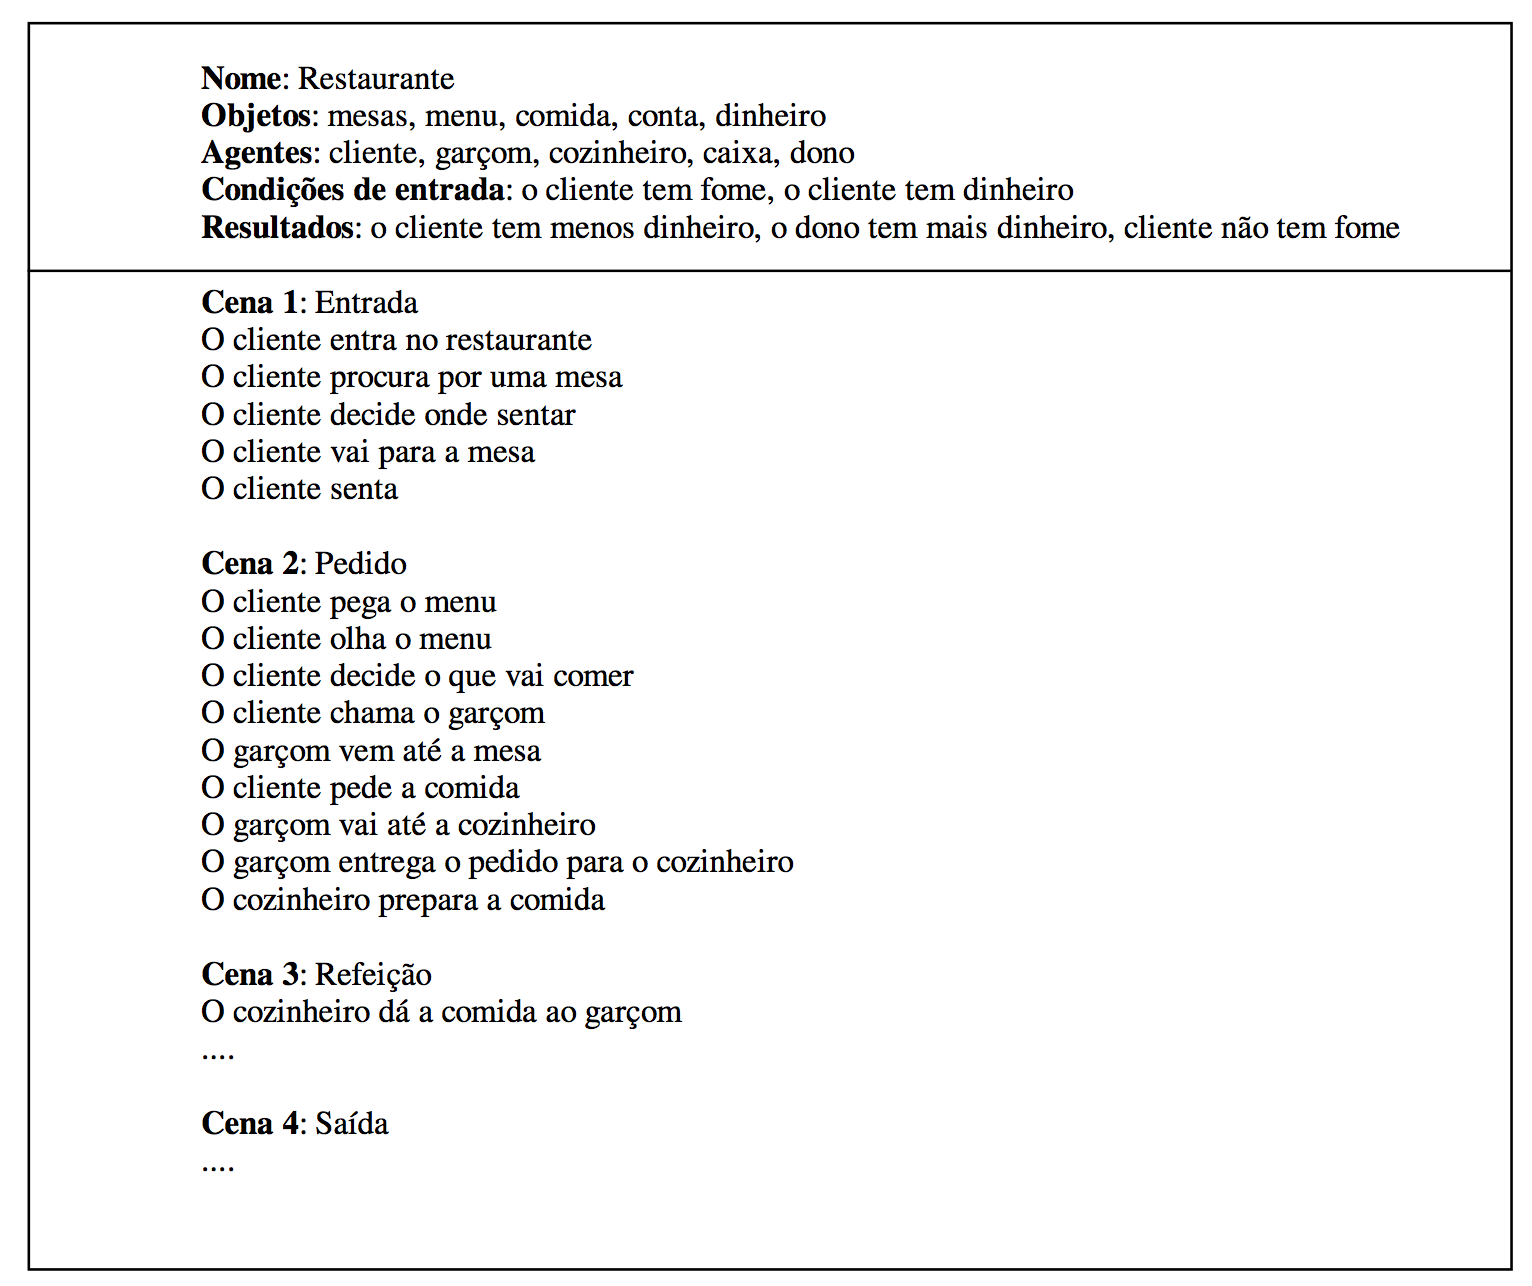 Nome: Restaurante
Objetos: mesas, menu, comida, conta, dinheiro
Agentes: cliente, garçom, cozinheiro, caixa, dono
Condições de entrada: o cliente tem fome, o cliente tem dinheiro
Resultados: o cliente tem menos dinheiro, o dono tem mais dinheiro, cliente não tem fome
Cena 1: Entrada
O cliente entra no restaurante
O cliente procura por uma mesa
O cliente decide onde sentar
O cliente vai para a mesa
O cliente senta
Cena 2: Pedido
O cliente pega o menu
O cliente olha o menu
O cliente decide o que vai comer
O cliente chama o garçom
O garçom vem até a mesa
O cliente pede a comida
O garçom vai até a cozinheiro
O garçom entrega o pedido para o cozinheiro
O cozinheiro prepara a comida
Cena 3: Refeição
O cozinheiro dá a comida ao garçom
....
Cena 4: Saída
....